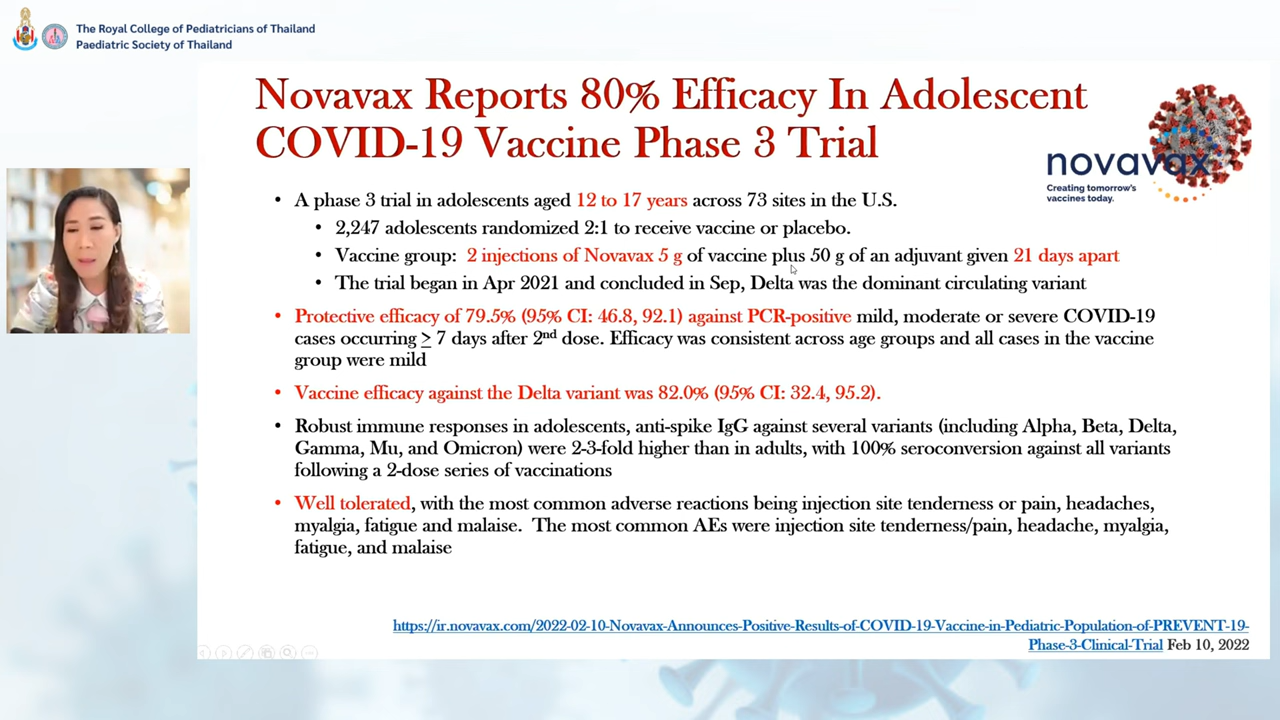 The Royal College of Pediatricians of Thailand
Paediatric Society of Thailand
Novavax Reports 80% Efficacy In Adolescent
COVID-19 Vaccine Phase 3 Trial
novavax
Creating tomorrow's
vaccines today.
• A phase 3 trial in adolescents aged 12 to 17 years across 73 sites in the U.S.
• 2,247 adolescents randomized 2:1 to receive vaccine or placebo.
• Vaccine group: 2 injections of Novavax 5 g of vaccine plus 50 g of an adjuvant given 21 days apart
• The trial began in Apr 2021 and concluded in Sep, Delta was the dominant circulating variant
• Protective efficacy of 79.5% (95% CI: 46.8, 92.1) against PCR-positive mild, moderate or severe COVID-19
cases occurring ≥ 7 days after 2nd dose. Efficacy was consistent across age groups and all cases in the vaccine
group were mild
• Vaccine efficacy against the Delta variant was 82.0% (95% CI: 32.4, 95.2).
• Robust immune responses in adolescents, anti-spike IgG against several variants (including Alpha, Beta, Delta,
Gamma, Mu, and Omicron) were 2-3-fold higher than in adults, with 100% seroconversion against all variants
following a 2-dose series of vaccinations
• Well tolerated, with the most common adverse reactions being injection site tenderness or pain, headaches,
myalgia, fatigue and malaise. The most common AEs were injection site tenderness/pain, headache, myalgia,
fatigue, and malaise
https://ir.novavax.com/2022-02-10-Novavax-Announces-Positive-Results-of-COVID-19-Vaccine-in-Pediatric-Population-of-PREVENT-19-
Phase-3-Clinical-Trial Feb 10, 2022